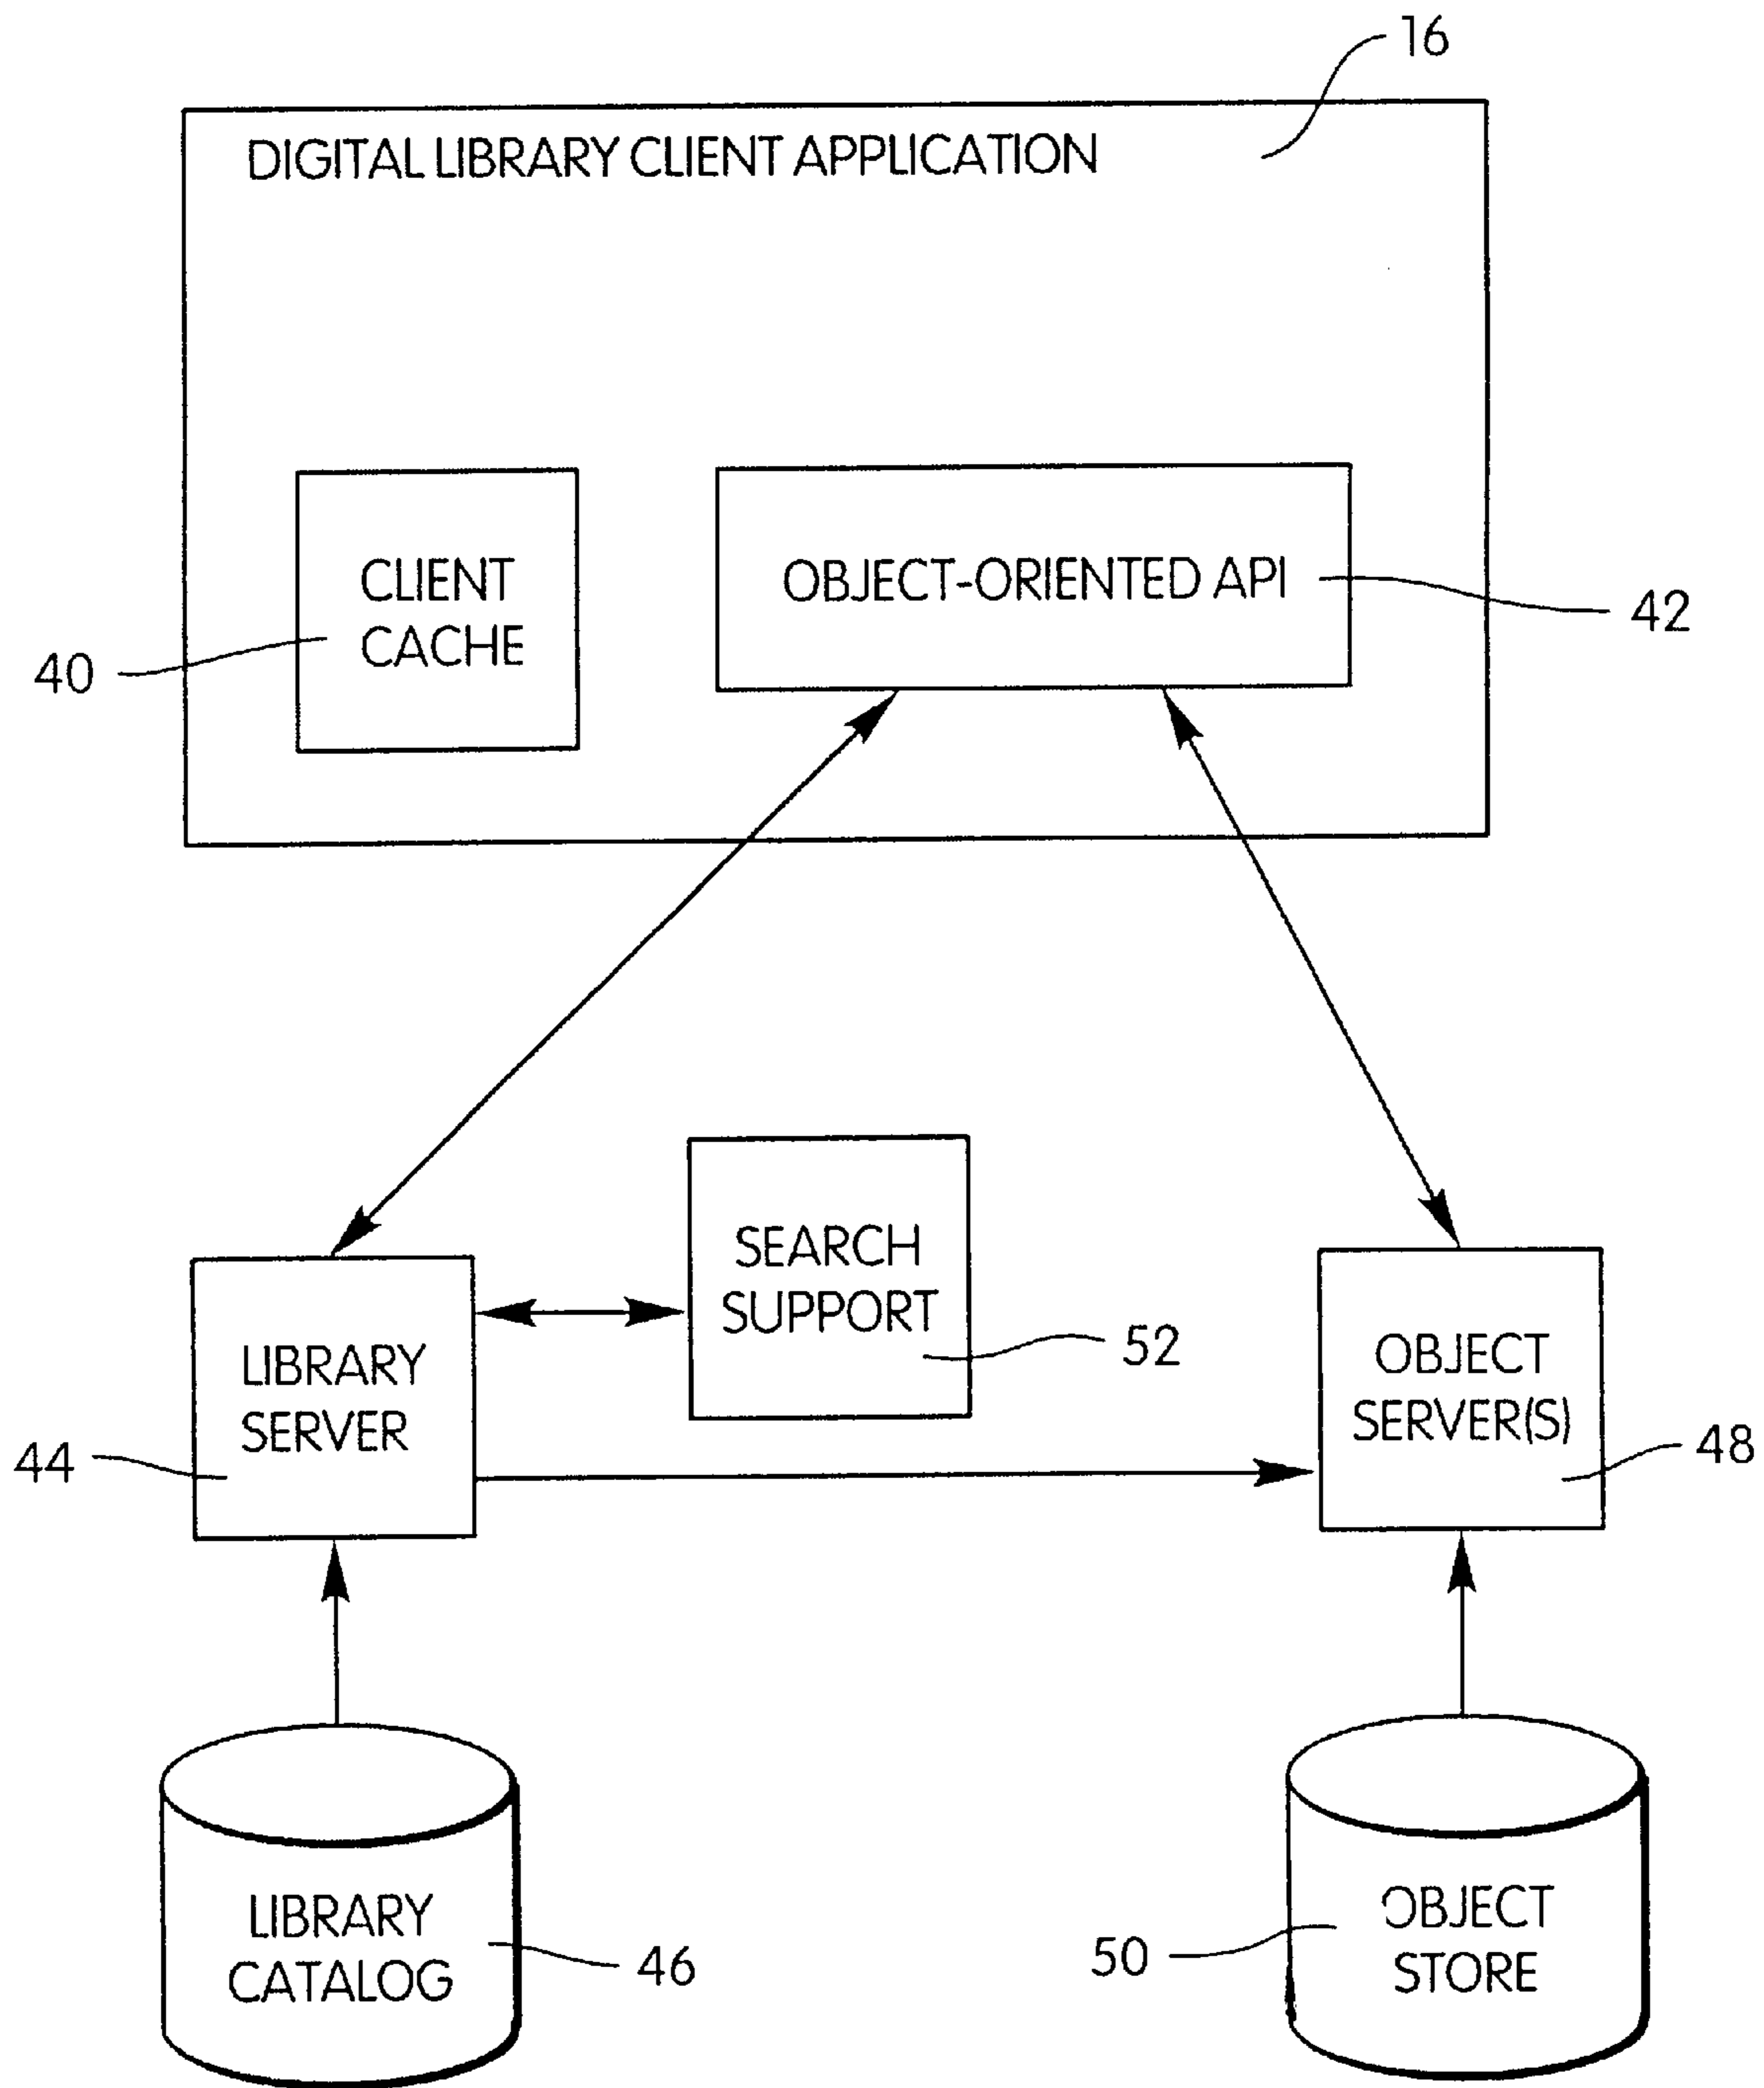 16
DIGITAL LIBRARY CLIENT APPLICATION
CLIENT
CACHE
40
OBJECT-ORIENTED API
42
SEARCH
SUPPORT
52
LIBRARY
SERVER
44
OBJECT
SERVER(S)
48
LIBRARY
CATALOG
46
OBJECT
STORE
50